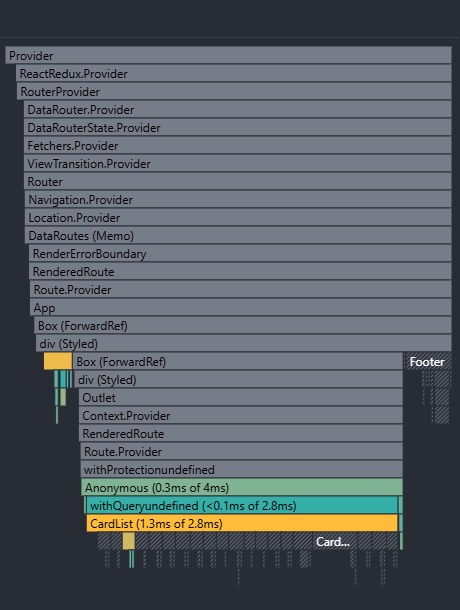 Provider
ReactRedux.Provider
RouterProvider
DataRouter.Provider
DataRouterState.Provider
Fetchers.Provider
ViewTransition.Provider
Router
Navigation.Provider
Location.Provider
DataRoutes (Memo)
RenderErrorBoundary
RenderedRoute
Route.Provider
App
Box (ForwardRef)
div (Styled)
Box (ForwardRef) Footer
div (Styled)
Outlet
Context.Provider
RenderedRoute
Route.Provider
withProtectionundefined
Anonymous (0.3ms of 4ms)
withQueryundefined (<0.1ms of 2.8ms)
CardList (1.3ms of 2.8ms)
Card...